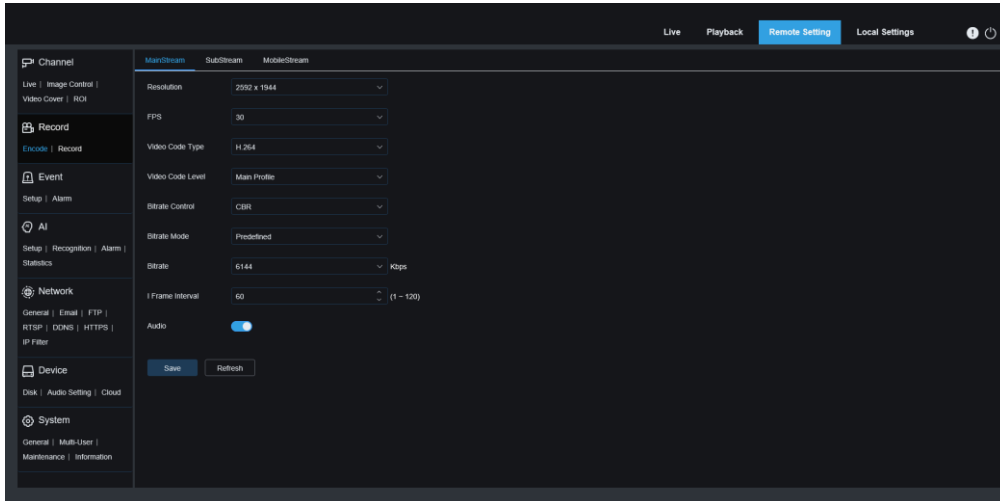 Live Playback Remote Setting Local Settings
Channel
Live | Image Control |
Video Cover | ROI
Record
Encode | Record
Event
Setup | Alarm
AI
Setup | Recognition | Alarm |
Statistics
Network
General | Email | FTP |
RTSP | DDNS | HTTPS |
IP Filter
Device
Disk | Audio Setting | Cloud
System
General | Multi-User |
Maintenance | Information
MainStream SubStream MobileStream
Resolution 2592 x 1944
FPS 30
Video Code Type H.264
Video Code Level Main Profile
Bitrate Control CBR
Bitrate Mode Predefined
Bitrate 6144 Kbps
I Frame Interval 60 (1 ~ 120)
Audio
Save Refresh